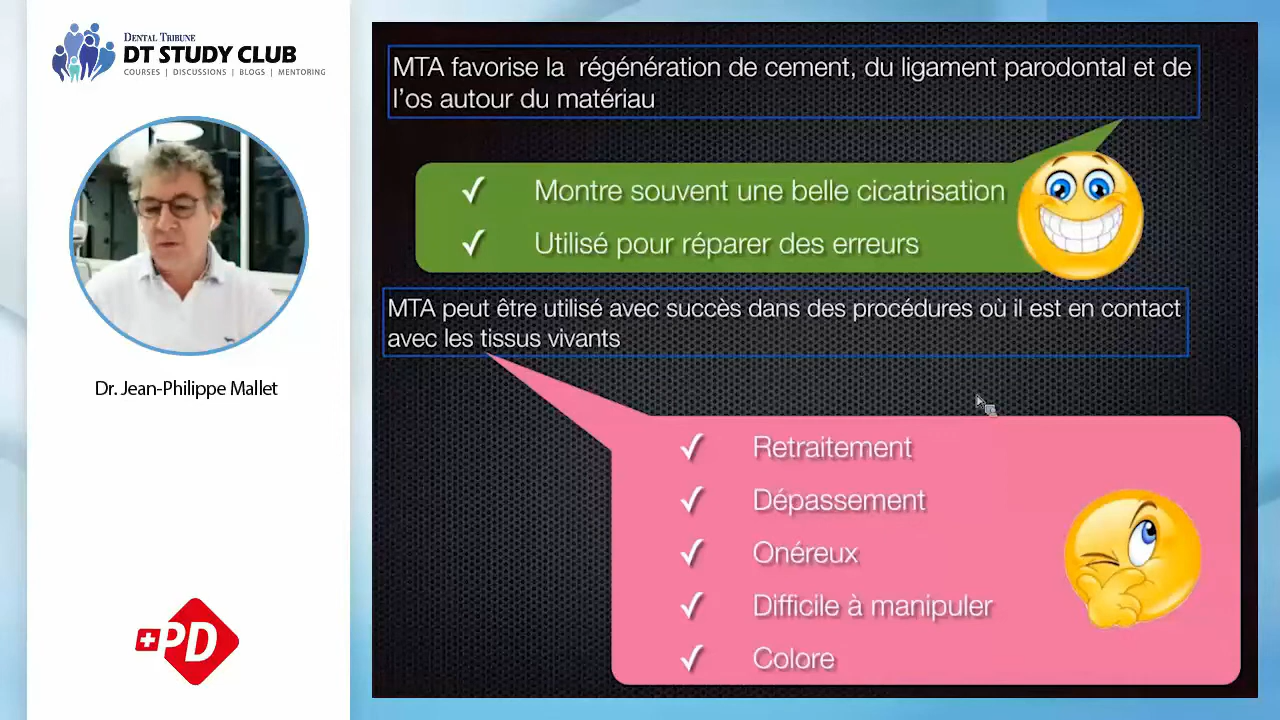 DENTAL TRIBUNE
DT STUDY CLUB
COURSES | DISCUSSIONS | BLOGS | MENTORING
Dr. Jean-Philippe Mallet
+PD
MTA favorise la régénération de cement, du ligament parodontal et de
l’os autour du matériau
✓ Montre souvent une belle cicatrisation
✓ Utilisé pour réparer des erreurs
MTA peut être utilisé avec succès dans des procédures où il est en contact
avec les tissus vivants
✓ Retraitement
✓ Dépassement
✓ Onéreux
✓ Difficile à manipuler
✓ Colore